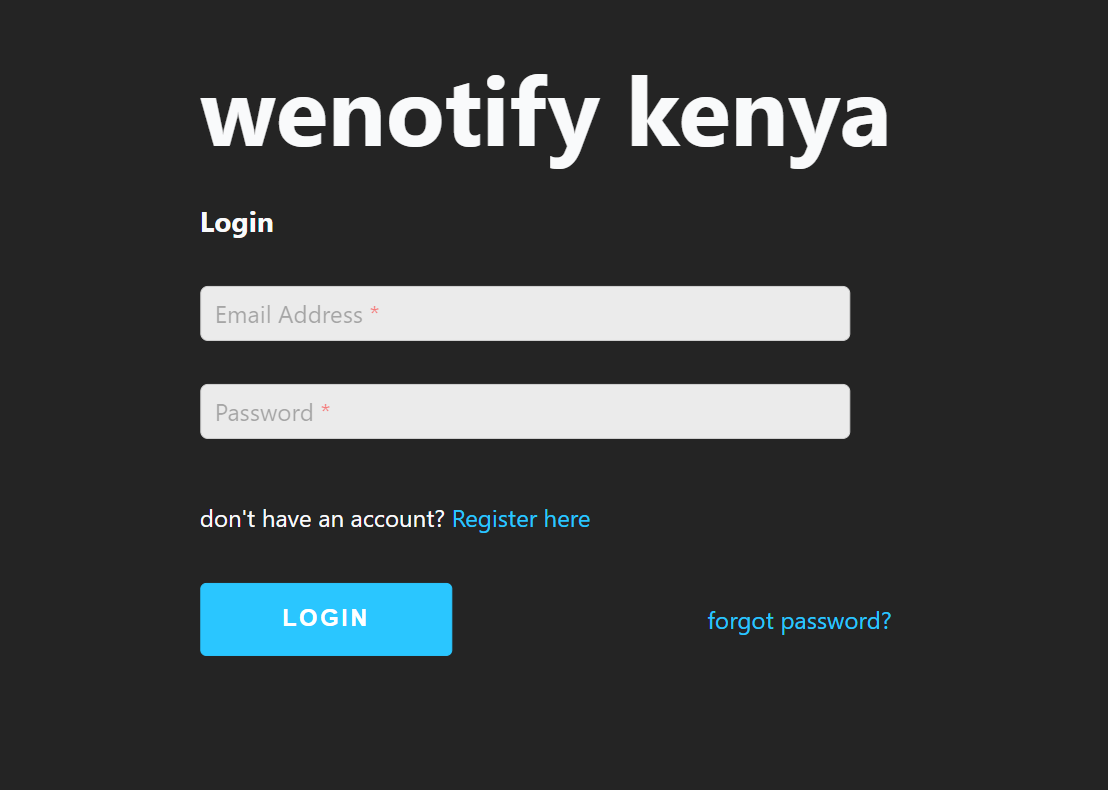 wenotify kenya
Login
Email Address *
Password *
don't have an account? Register here
LOGIN
forgot password?